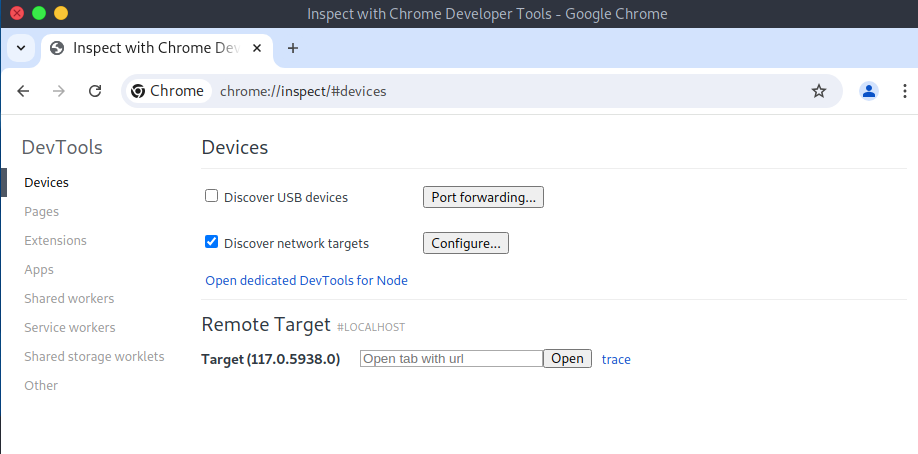 Inspect with Chrome Developer Tools - Google Chrome
Inspect with Chrome Dev
Chrome chrome://inspect/#devices
DevTools
Devices
Pages
Extensions
Apps
Shared workers
Service workers
Shared storage worklets
Other
Devices
Discover USB devices Port forwarding...
Discover network targets Configure...
Open dedicated DevTools for Node
Remote Target #LOCALHOST
Target (117.0.5938.0) Open tab with url Open trace